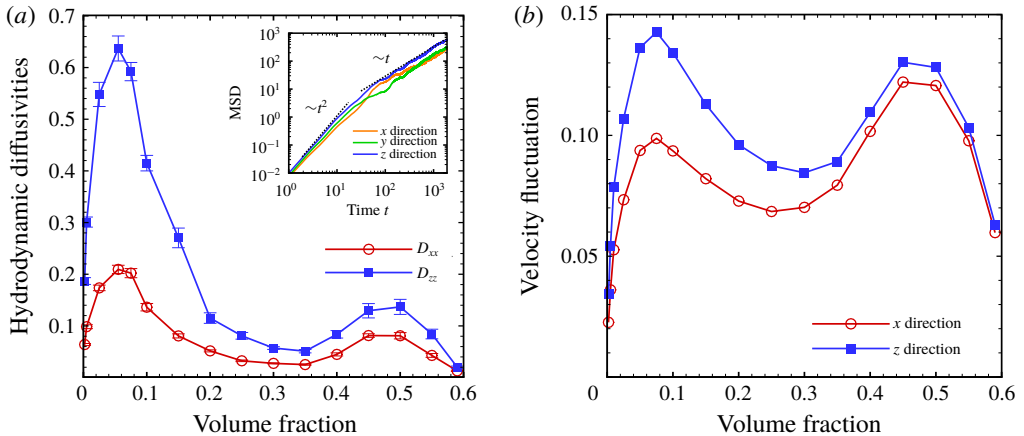 (a)
Hydrodynamic diffusivities
0.7
0.6
0.5
0.4
0.3
0.2
0.1
0
0.1
0.2
0.3
0.4
0.5
0.6
Volume fraction
MSD
10³
10²
10¹
10⁰
10⁻¹
10⁻²
10⁰
10¹
10²
10³
Time t
~t²
~t
x direction
y direction
z direction
Dxx
Dzz
(b)
Velocity fluctuation
0.15
0.10
0.05
0
0.1
0.2
0.3
0.4
0.5
0.6
Volume fraction
x direction
z direction